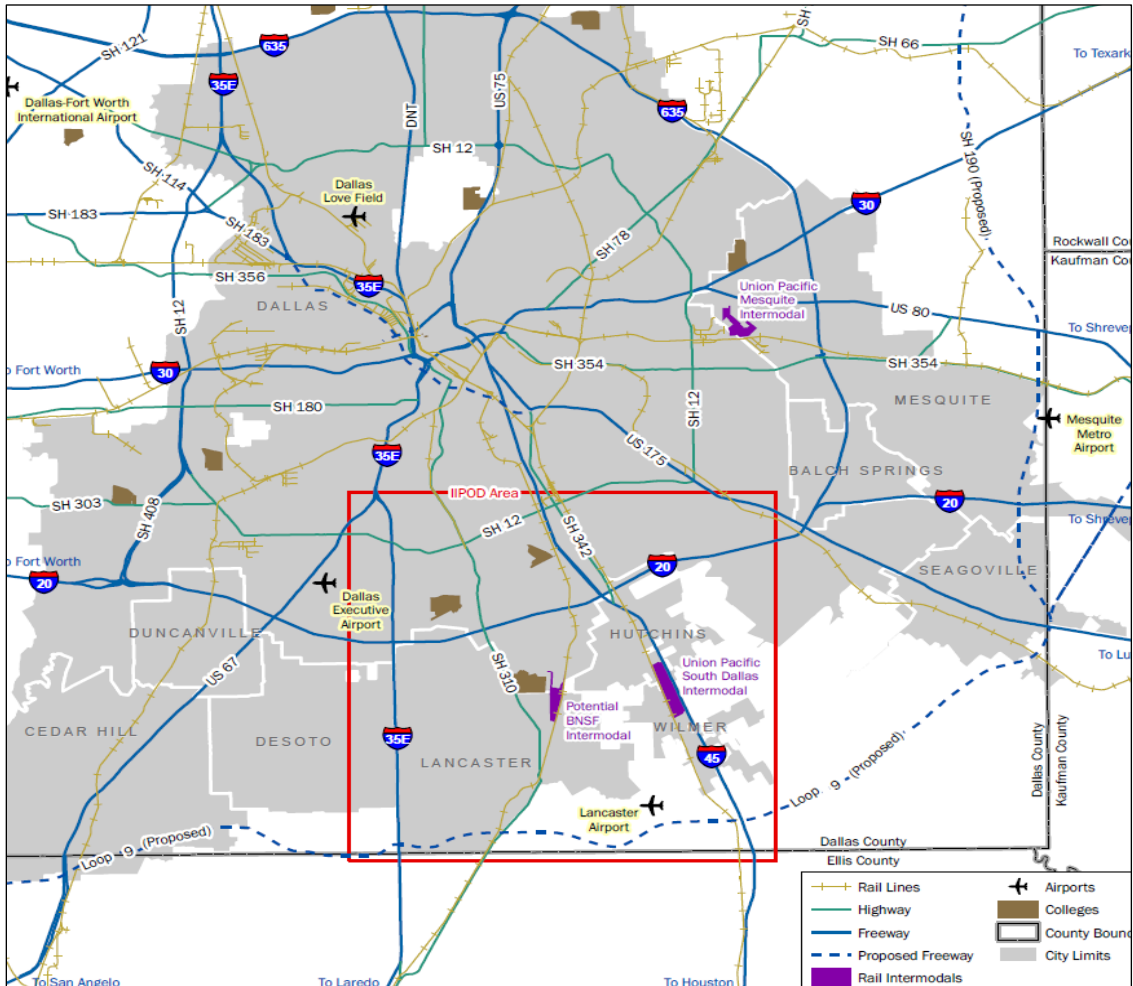 SH 121
635
SH 66
To Texark
35E
US 75
DNT
635
Dallas-Fort Worth
International Airport
SH 12
SH 190 (Proposed)
SH 114
Dallas
Love Field
30
SH 183
SH 183
SH 78
Rockwall Cou
Kaufman Cou
SH 356
35E
Union Pacific
Mesquite
Intermodal
DALLAS
SH 12
US 80
To Shrevep
o Fort Worth
30
SH 354
SH 354
SH 180
SH 12
MESQUITE
Mesquite
Metro
Airport
35E
US 175
BALCH SPRINGS
IIPOD Area
SH 303
SH 408
SH 12
SH 342
20
To Shrevep
o Fort Worth
20
20
SEAGOVILLE
Dallas
Executive
Airport
DUNCANVILLE
HUTCHINS
To Lu
US 67
SH 310
Union Pacific
South Dallas
Intermodal
Potential
BNSF
Intermodal
WILMER
CEDAR HILL
DESOTO
35E
LANCASTER
45
Dallas County
Kaufman County
Loop 9 (Proposed)
Lancaster
Airport
Loop 9 (Proposed)
Dallas County
Ellis County
Rail Lines
Airports
Highway
Colleges
Freeway
County Bound
Proposed Freeway
City Limits
Rail Intermodals
To San Angelo
To Laredo
To Houston